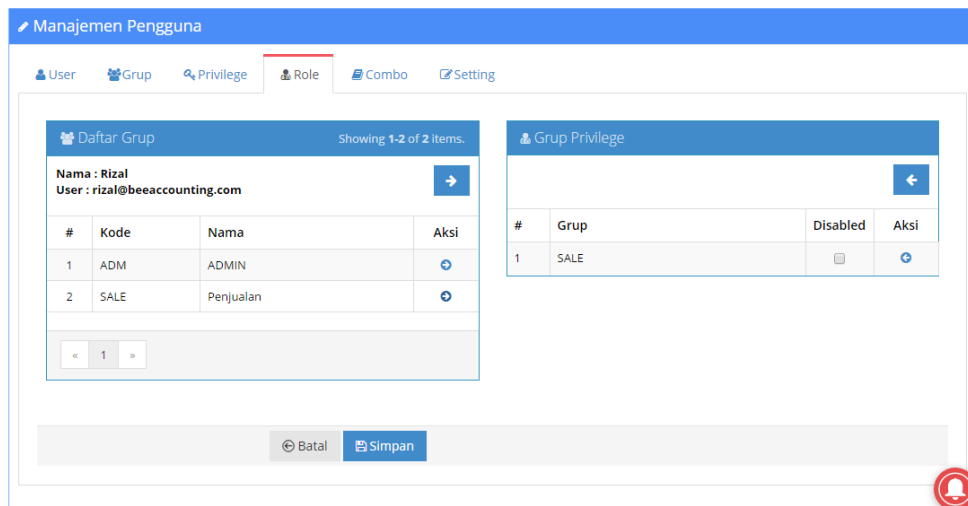 Manajemen Pengguna
User Grup Privilege Role Combo Setting
Daftar Grup Showing 1-2 of 2 items.
Nama : Rizal
User : rizal@beeaccounting.com
# Kode Nama Aksi
1 ADM ADMIN
2 SALE Penjualan
« 1 »
Grup Privilege
# Grup Disabled Aksi
1 SALE
Batal Simpan